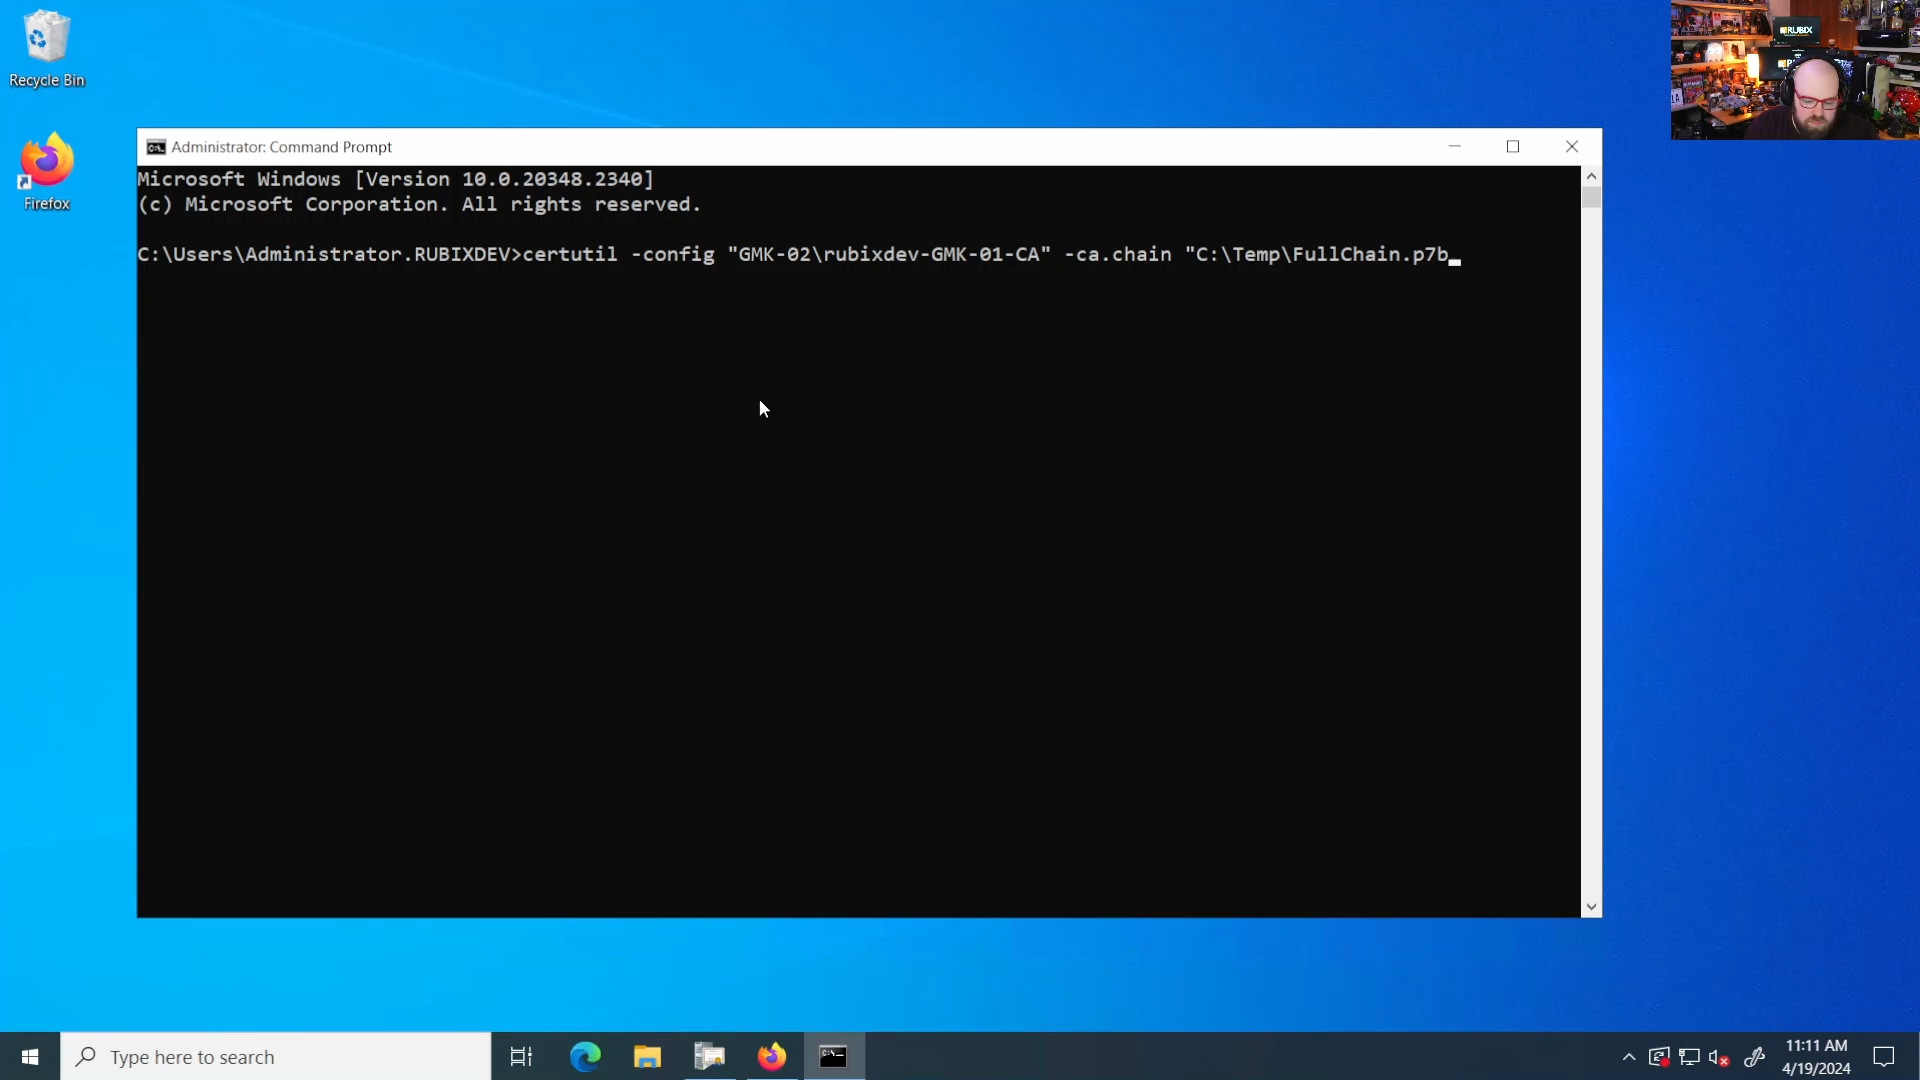 RUBIX
Recycle Bin
Firefox
Administrator: Command Prompt
Microsoft Windows [Version 10.0.20348.2340]
(c) Microsoft Corporation. All rights reserved.
C:\Users\Administrator.RUBIXDEV>certutil -config "GMK-02\rubixdev-GMK-01-CA" -ca.chain "C:\Temp\FullChain.p7b
Type here to search
11:11 AM
4/19/2024